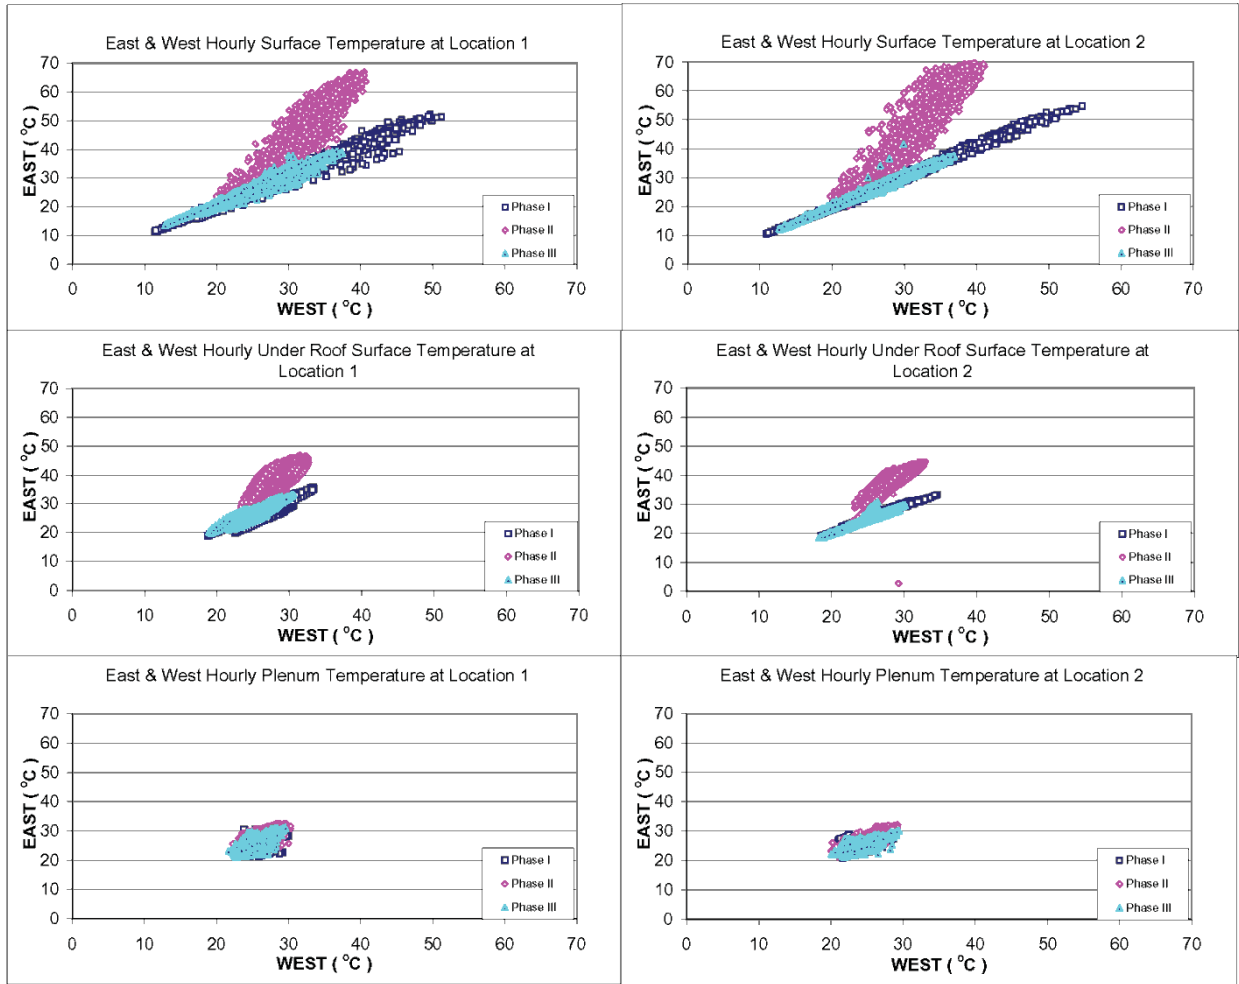 East & West Hourly Surface Temperature at Location 1
70
60
50
40
30
20
10
0
EAST ( °C )
0 10 20 30 40 50 60 70
WEST ( °C )
Phase I
Phase II
Phase III
East & West Hourly Surface Temperature at Location 2
70
60
50
40
30
20
10
0
EAST ( °C )
0 10 20 30 40 50 60 70
WEST ( °C )
Phase I
Phase II
Phase III
East & West Hourly Under Roof Surface Temperature at
Location 1
70
60
50
40
30
20
10
0
EAST ( °C )
0 10 20 30 40 50 60 70
WEST ( °C )
Phase I
Phase II
Phase III
East & West Hourly Under Roof Surface Temperature at
Location 2
70
60
50
40
30
20
10
0
EAST ( °C )
0 10 20 30 40 50 60 70
WEST ( °C )
Phase I
Phase II
Phase III
East & West Hourly Plenum Temperature at Location 1
70
60
50
40
30
20
10
0
EAST ( °C )
0 10 20 30 40 50 60 70
WEST ( °C )
Phase I
Phase II
Phase III
East & West Hourly Plenum Temperature at Location 2
70
60
50
40
30
20
10
0
EAST ( °C )
0 10 20 30 40 50 60 70
WEST ( °C )
Phase I
Phase II
Phase III